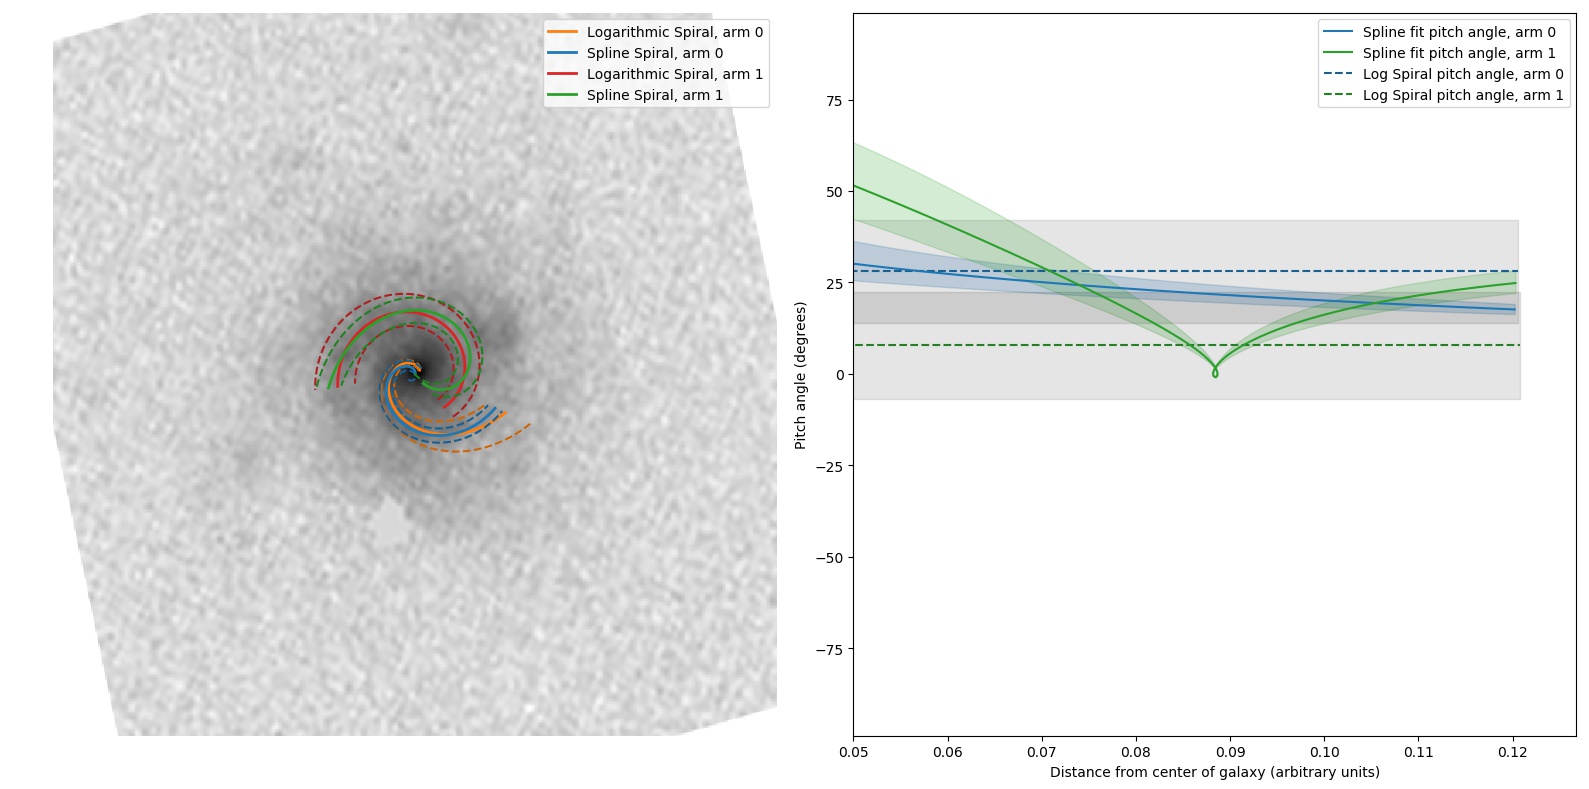 Logarithmic Spiral, arm 0
Spline Spiral, arm 0
Logarithmic Spiral, arm 1
Spline Spiral, arm 1
Spline fit pitch angle, arm 0
Spline fit pitch angle, arm 1
Log Spiral pitch angle, arm 0
Log Spiral pitch angle, arm 1
75
50
25
0
−25
−50
−75
Pitch angle (degrees)
0.05 0.06 0.07 0.08 0.09 0.10 0.11 0.12
Distance from center of galaxy (arbitrary units)